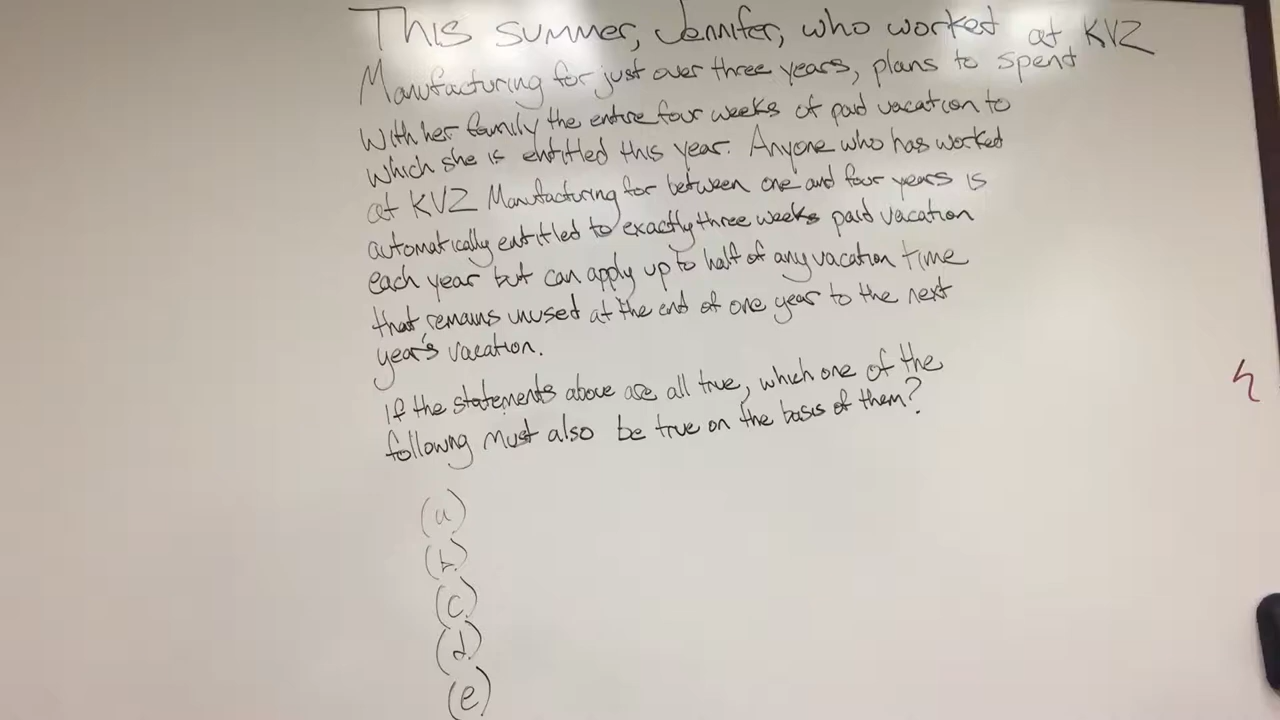 This summer, Jennifer, who worked at KVZ
Manufacturing for just over three years, plans to spent
with her family the entire four weeks of paid vacation to
which she is entitled this year. Anyone who has worked
at KVZ Manufacturing for between one and four years is
automatically entitled to exactly three weeks paid vacation
each year but can apply up to half of any vacation time
that remains unused at the end of one year to the next
year's vacation.
If the statements above are all true, which one of the
following must also be true on the basis of them?
(a)
(b)
(c)
(d)
(e)